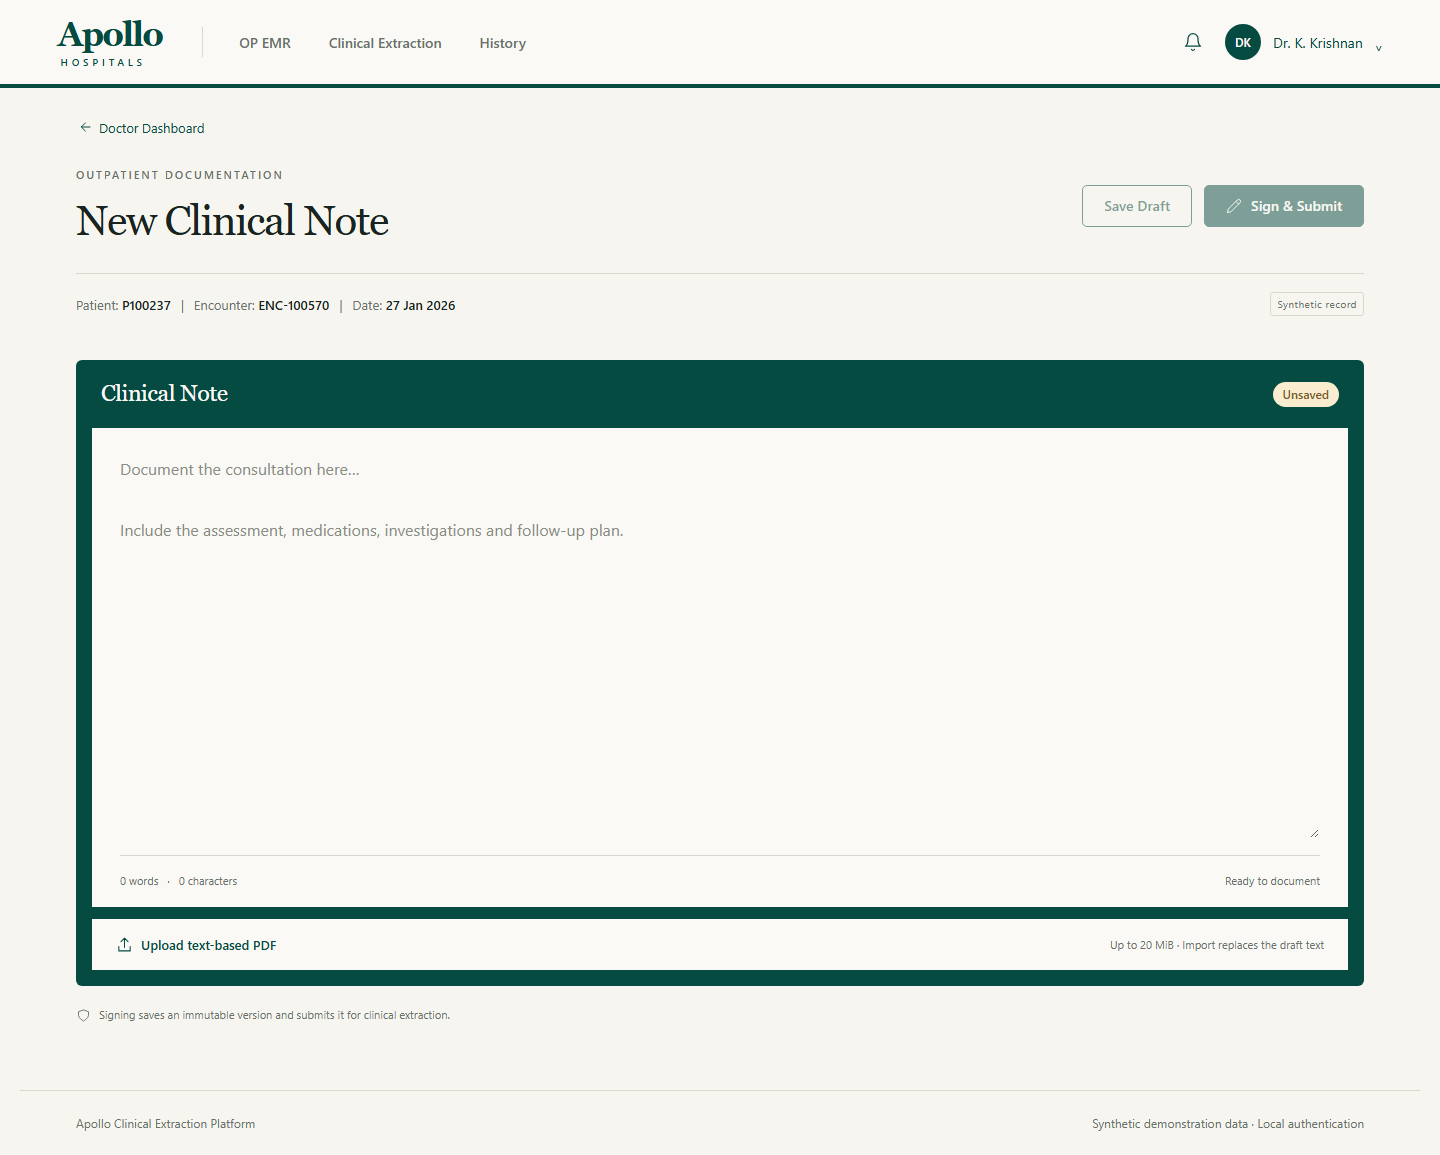 Apollo
HOSPITALS
OP EMR Clinical Extraction History
DK Dr. K. Krishnan v
Doctor Dashboard
OUTPATIENT DOCUMENTATION
New Clinical Note
Save Draft Sign & Submit
Patient: P100237 | Encounter: ENC-100570 | Date: 27 Jan 2026
Synthetic record
Clinical Note
Unsaved
Document the consultation here...
Include the assessment, medications, investigations and follow-up plan.
0 words · 0 characters
Ready to document
Upload text-based PDF
Up to 20 MiB · Import replaces the draft text
Signing saves an immutable version and submits it for clinical extraction.
Apollo Clinical Extraction Platform
Synthetic demonstration data · Local authentication